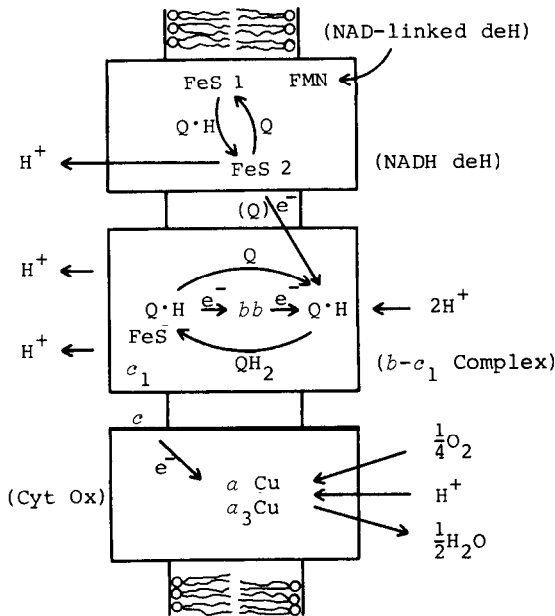 (NAD-linked deH)
FeS 1 FMN
Q·H Q
H+ FeS 2 (NADH deH)
(Q) e-
Q
H+
Q·H e- bb e- Q·H 2H+
FeS
H+ QH2
c1 (b-c1 Complex)
c
e- 1/4O2
a Cu
(Cyt Ox) H+
a3Cu
1/2H2O